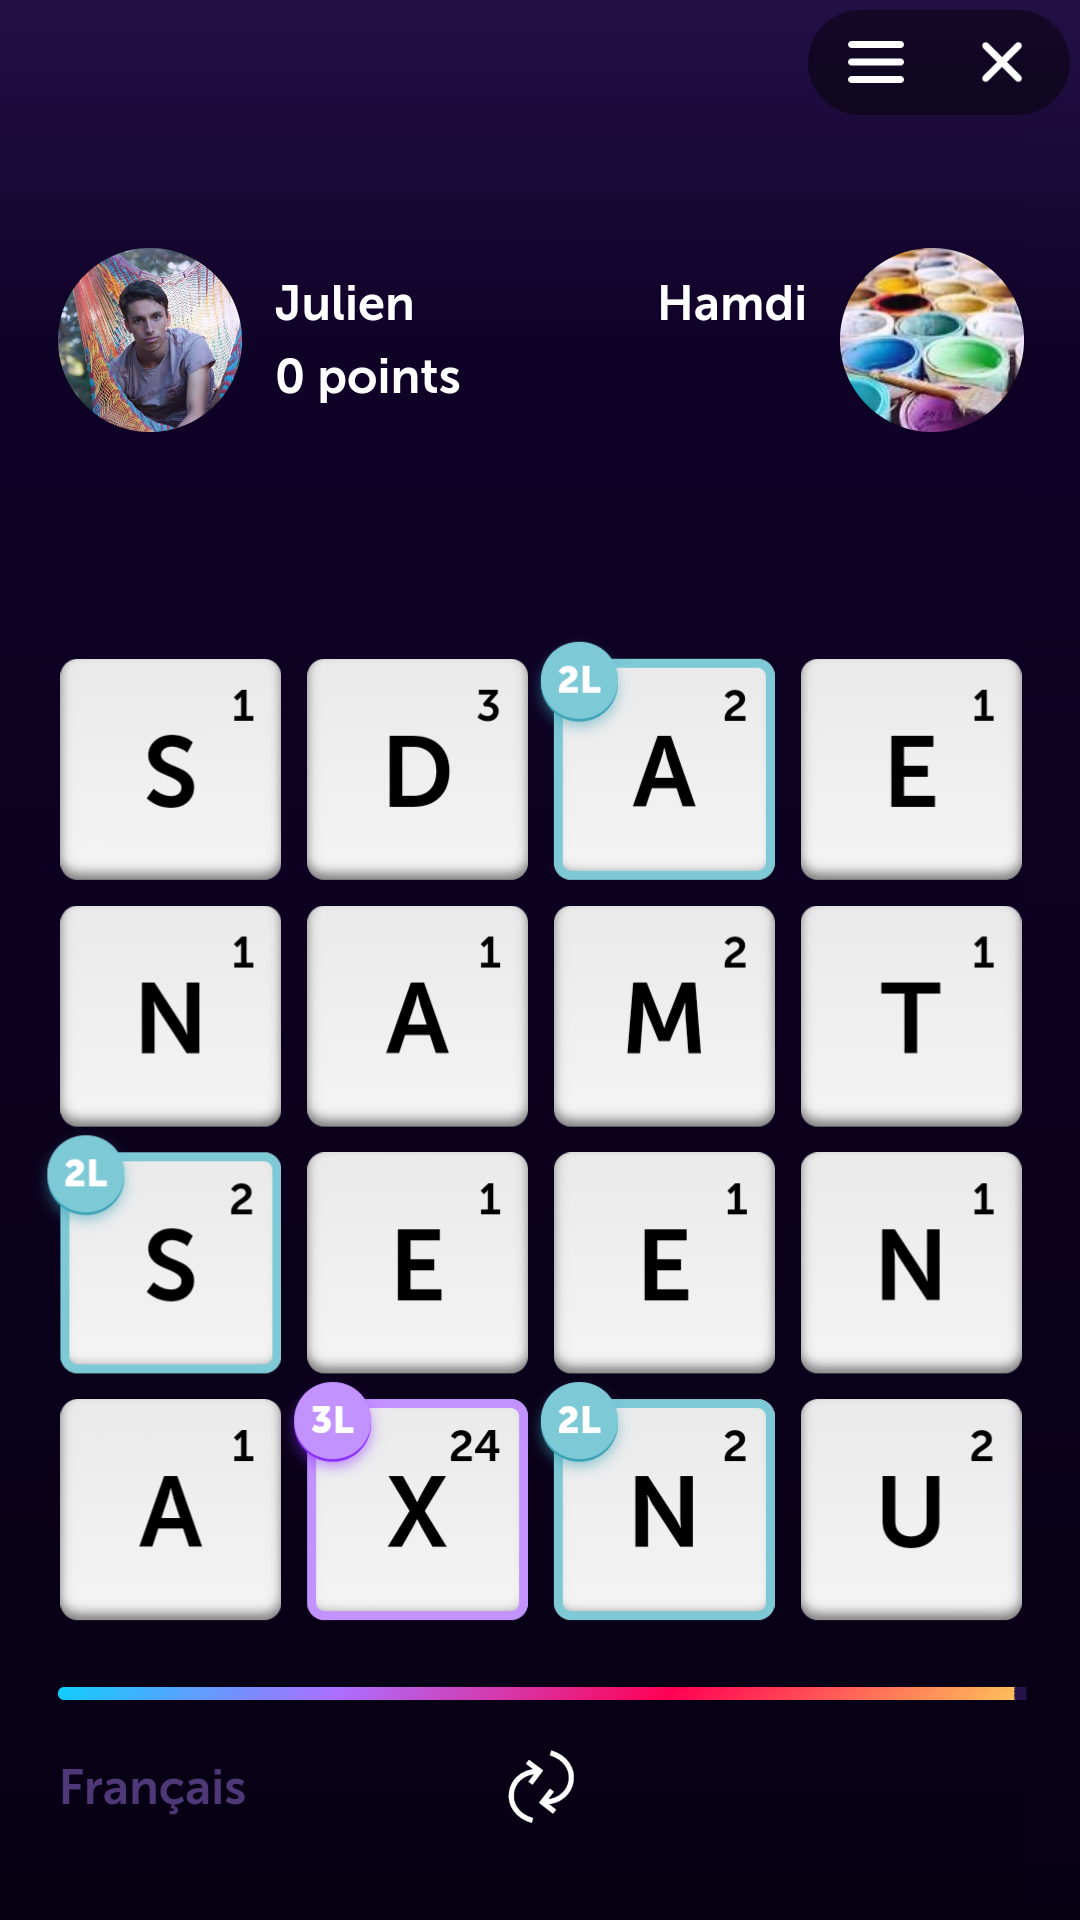 Julien
Hamdi
0 points
S 1 D 3 2L A 2 E 1
N 1 A 1 M 2 T 1
2L S 2 E 1 E 1 N 1
A 1 3L X 24 2L N 2 U 2
Français